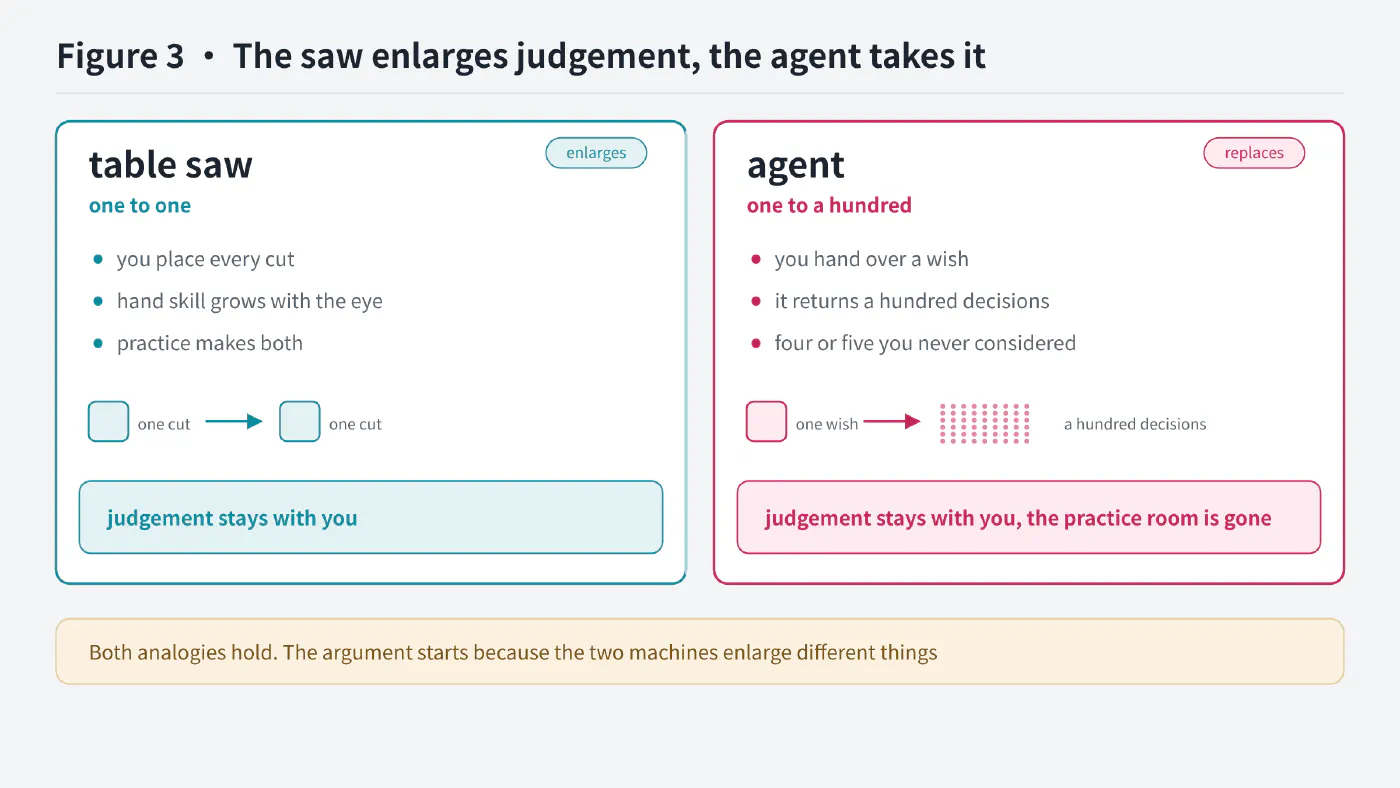 Figure 3 • The saw enlarges judgement, the agent takes it
table saw
enlarges
one to one
• you place every cut
• hand skill grows with the eye
• practice makes both
one cut
one cut
judgement stays with you
agent
replaces
one to a hundred
• you hand over a wish
• it returns a hundred decisions
• four or five you never considered
one wish
a hundred decisions
judgement stays with you, the practice room is gone
Both analogies hold. The argument starts because the two machines enlarge different things